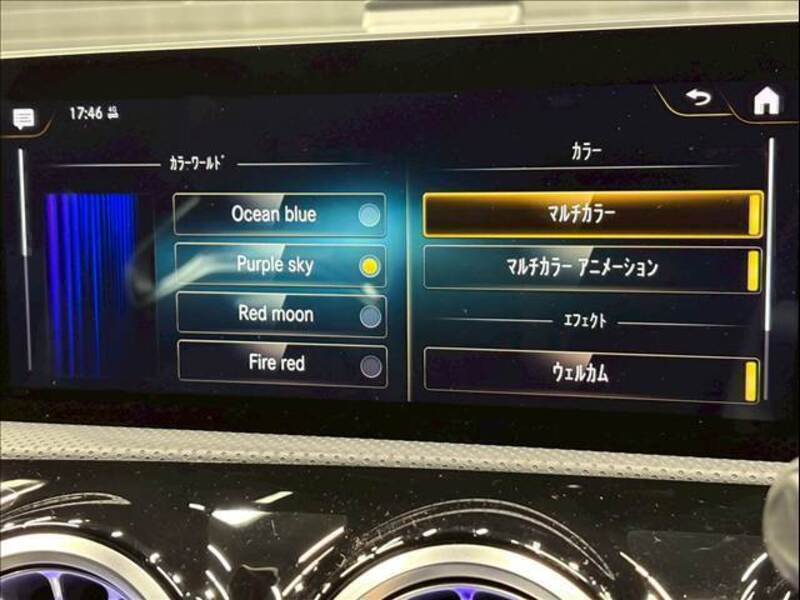 17:46 4G
カラーワールド
Ocean blue
Purple sky
Red moon
Fire red
カラー
マルチカラー
マルチカラー アニメーション
エフェクト
ウェルカム